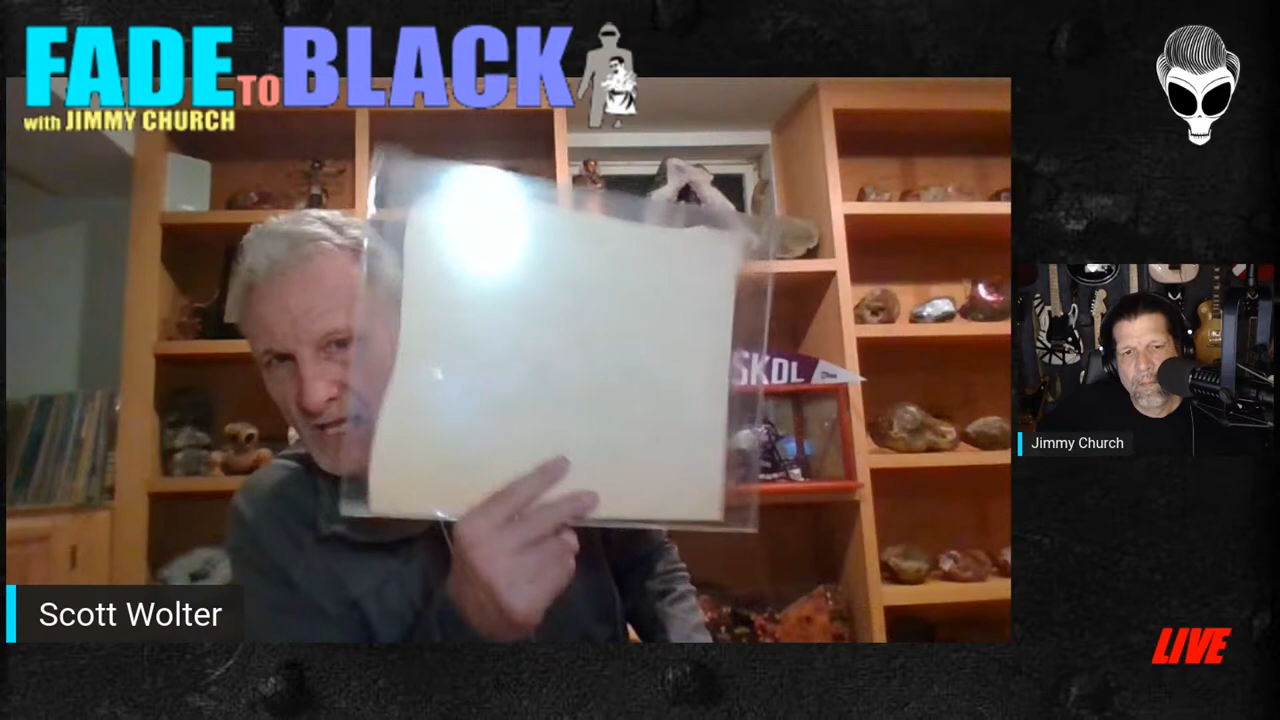 FADE TO BLACK
with JIMMY CHURCH
SKOL
Jimmy Church
Scott Wolter
LIVE